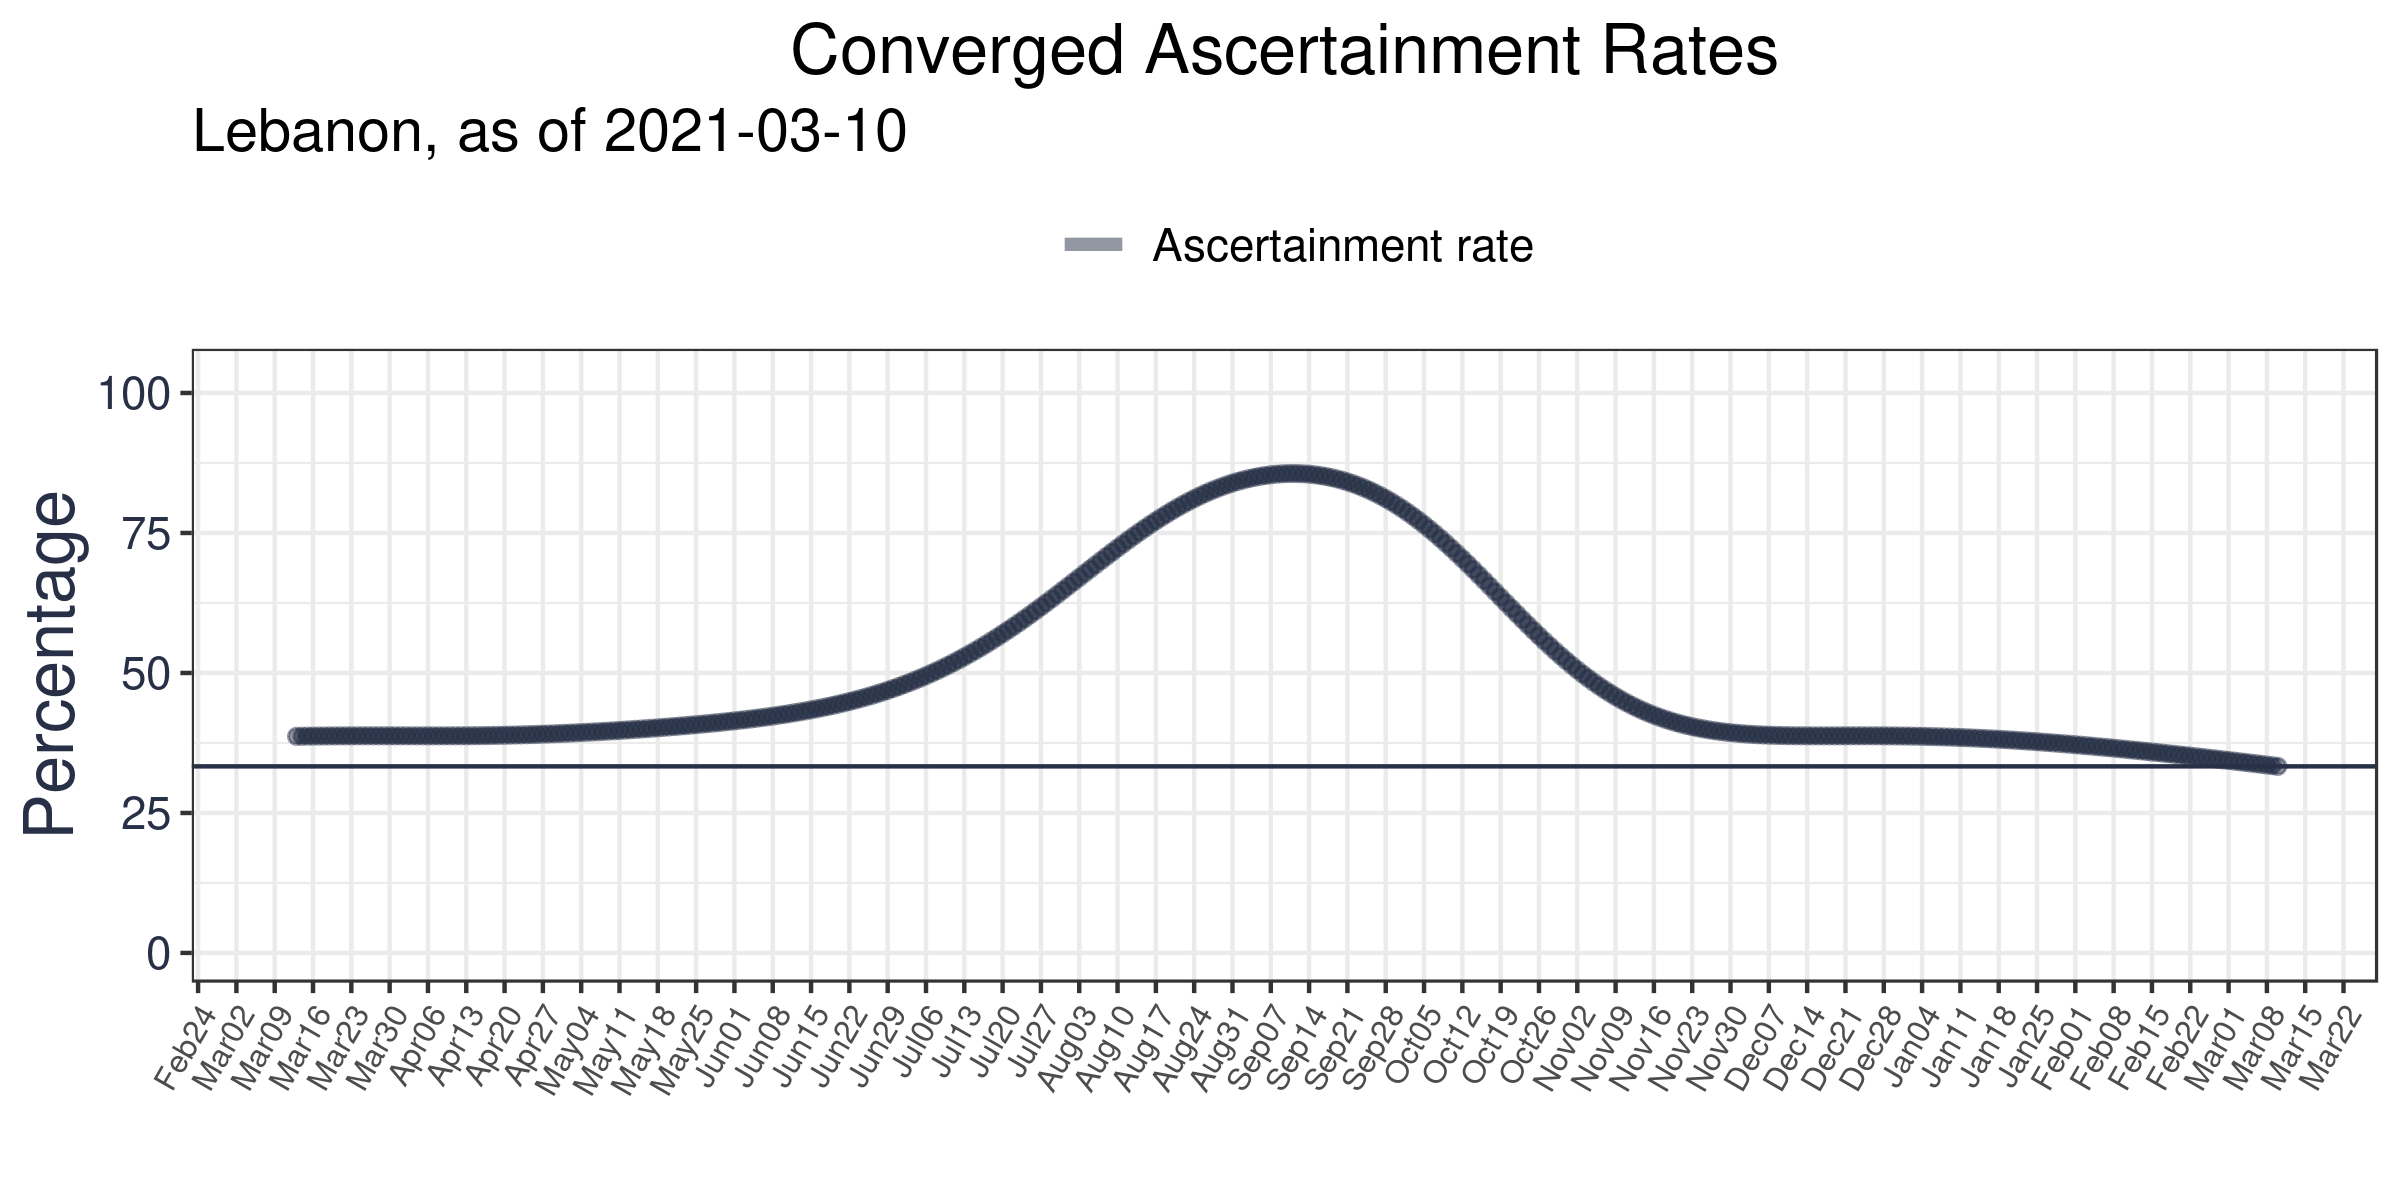 Converged Ascertainment Rates
Lebanon, as of 2021-03-10
Ascertainment rate
Percentage
100
75
50
25
0
Feb24 Mar02 Mar09 Mar16 Mar23 Mar30 Apr06 Apr13 Apr20 Apr27 May04 May11 May18 May25 Jun01 Jun08 Jun15 Jun22 Jun29 Jul06 Jul13 Jul20 Jul27 Aug03 Aug10 Aug17 Aug24 Aug31 Sep07 Sep14 Sep21 Sep28 Oct05 Oct12 Oct19 Oct26 Nov02 Nov09 Nov16 Nov23 Nov30 Dec07 Dec14 Dec21 Dec28 Jan04 Jan11 Jan18 Jan25 Feb01 Feb08 Feb15 Feb22 Mar01 Mar08 Mar15 Mar22